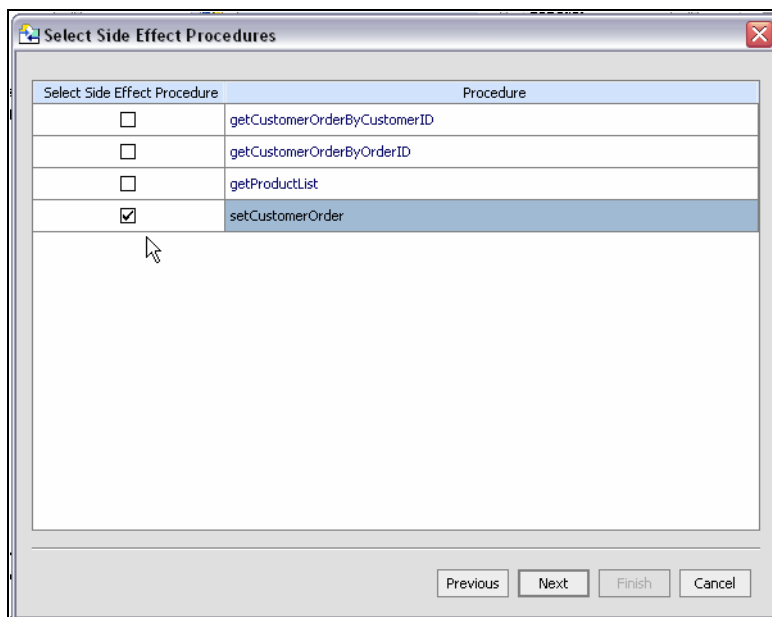 Select Side Effect Procedures
Select Side Effect Procedure Procedure
getCustomerOrderByCustomerID
getCustomerOrderByOrderID
getProductList
setCustomerOrder
Previous Next Finish Cancel